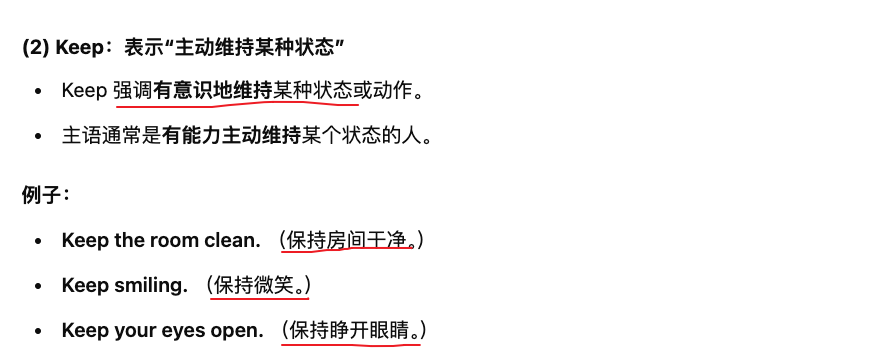 (2) Keep：表示“主动维持某种状态”
• Keep 强调有意识地维持某种状态或动作。
• 主语通常是有能力主动维持某个状态的人。
例子：
• Keep the room clean. （保持房间干净。）
• Keep smiling. （保持微笑。）
• Keep your eyes open. （保持睁开眼睛。）